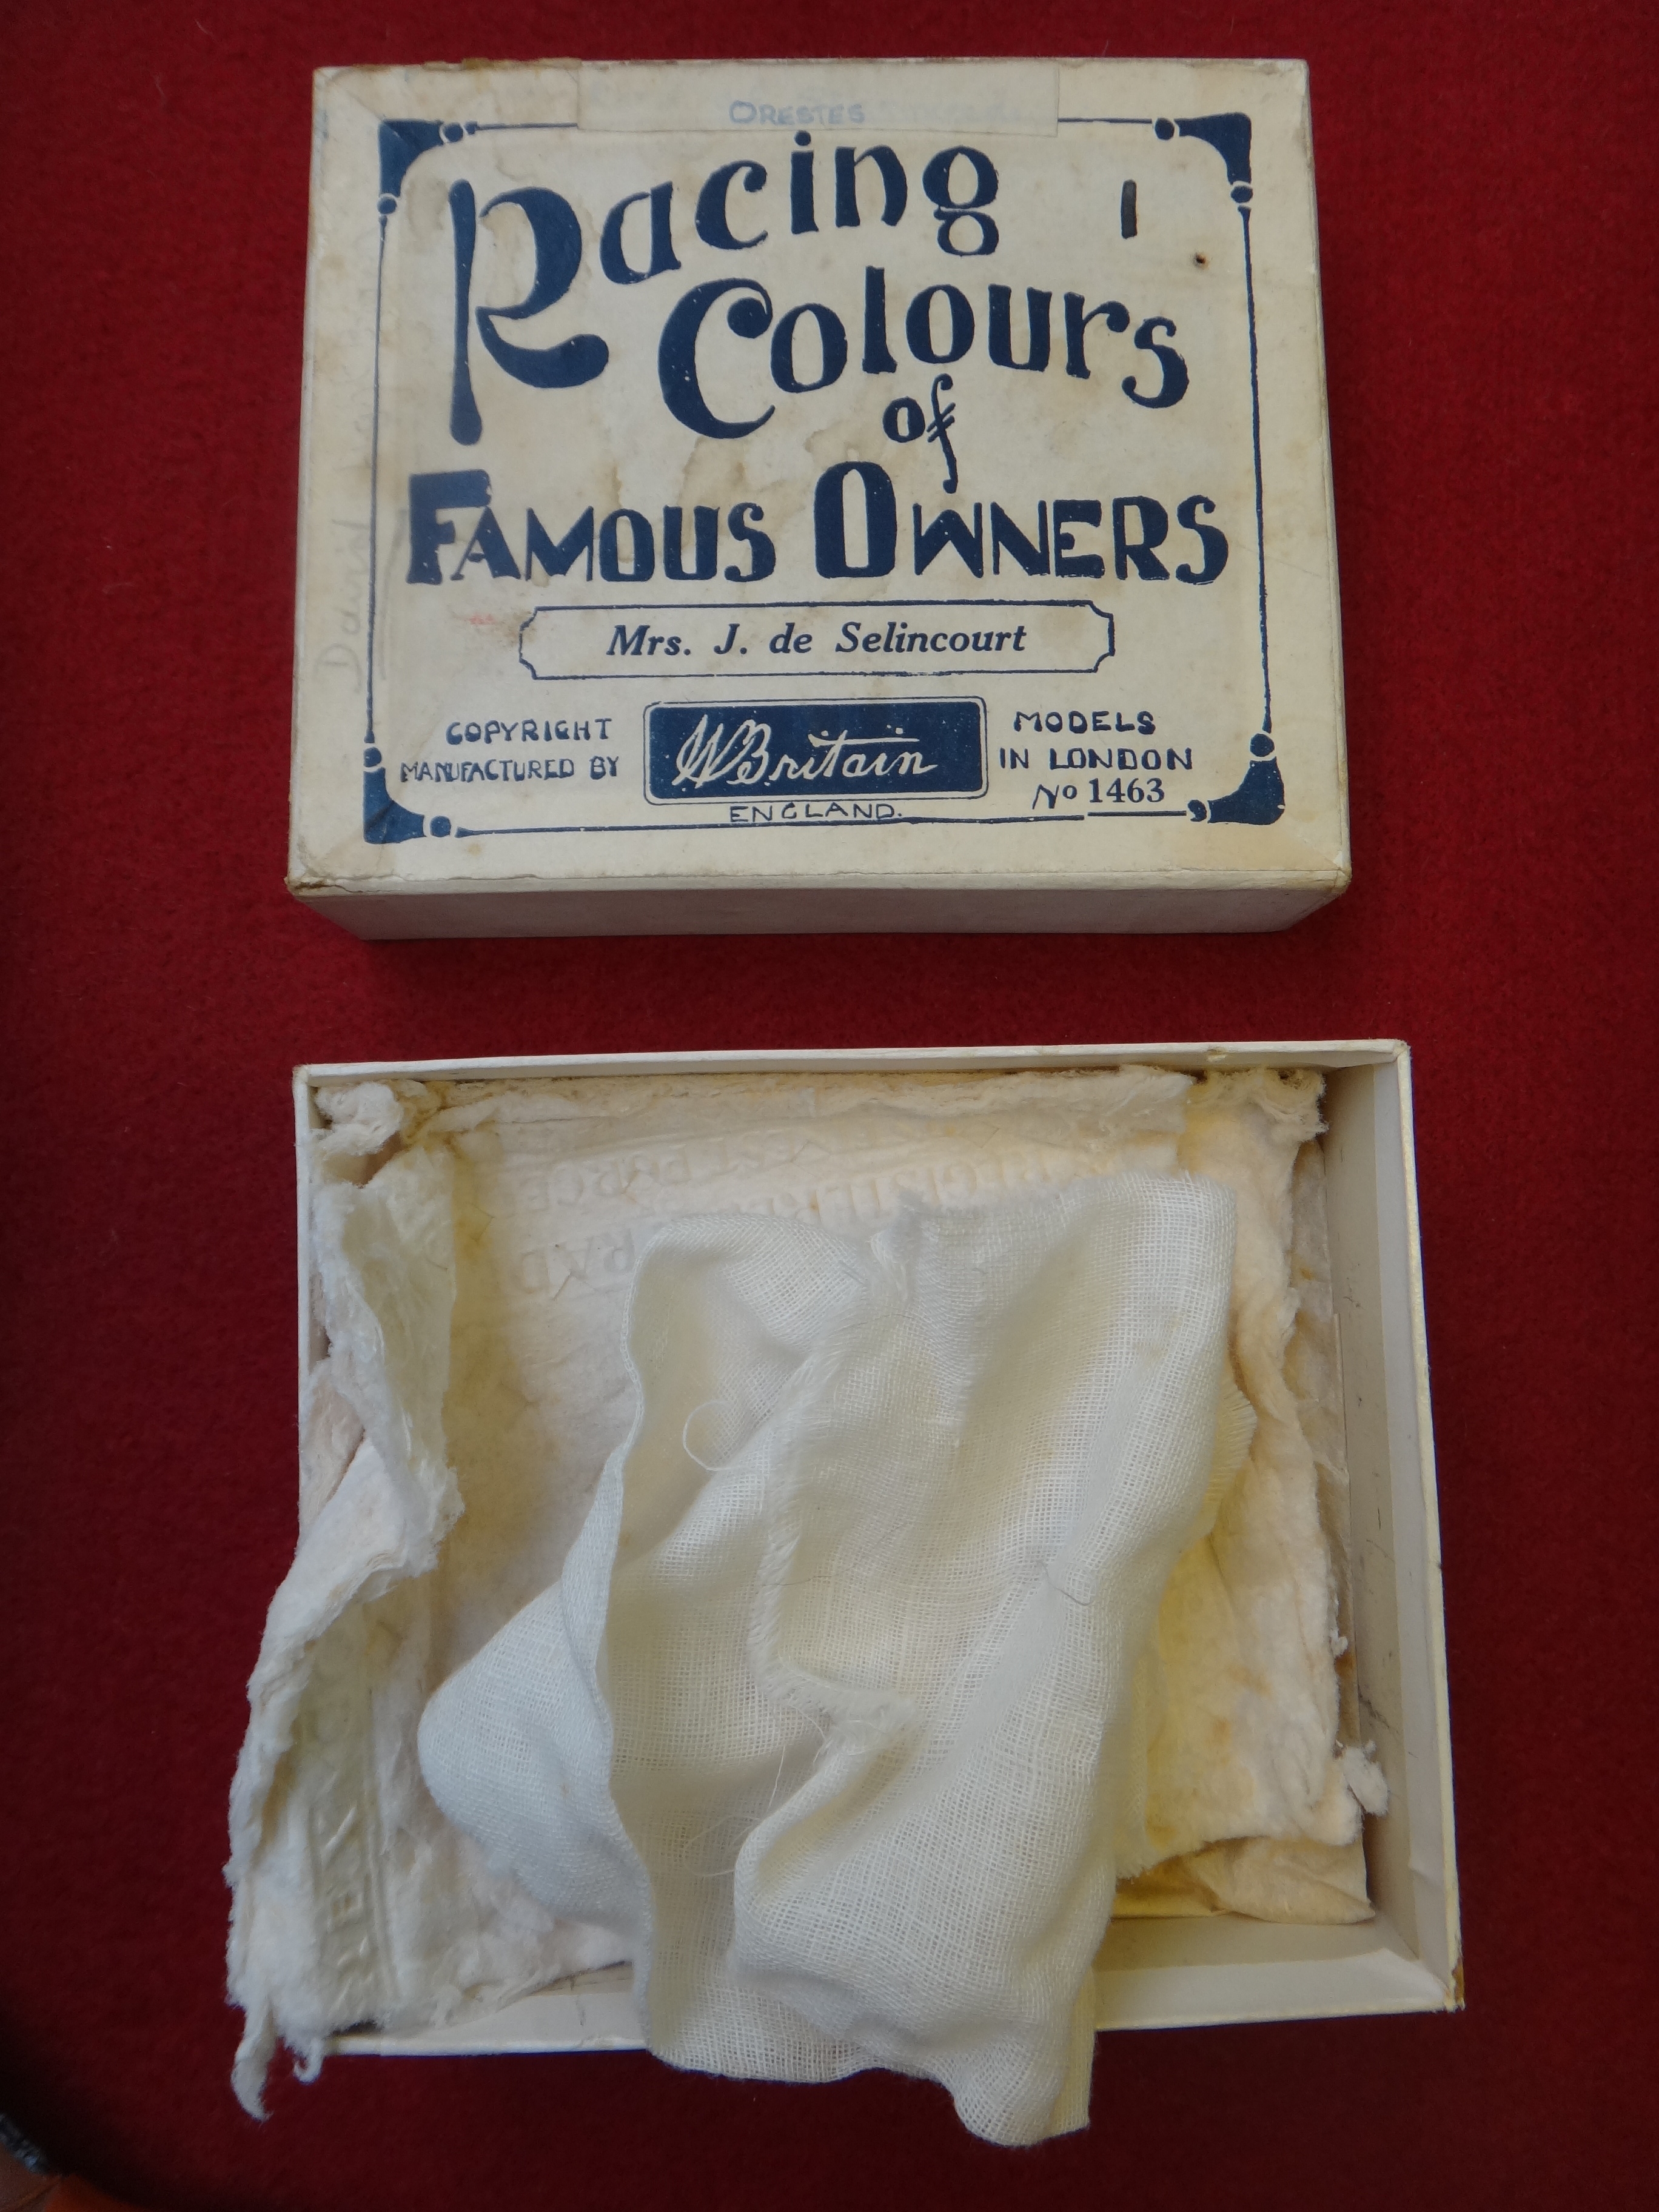 ORESTES
Racing
Colours
of
FAMOUS OWNERS
Mrs. J. de Selincourt
COPYRIGHT
MANUFACTURED BY
W Britain
ENGLAND.
MODELS
IN LONDON
No 1463
David